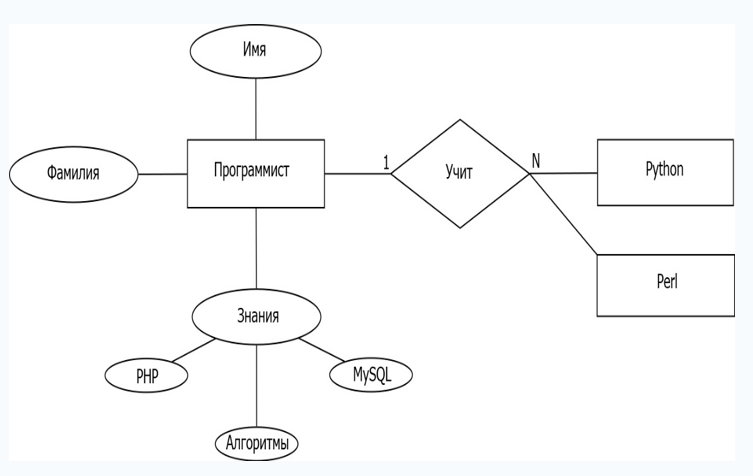 Имя
Фамилия
Программист
1
Учит
N
Python
Perl
Знания
PHP
MySQL
Алгоритмы